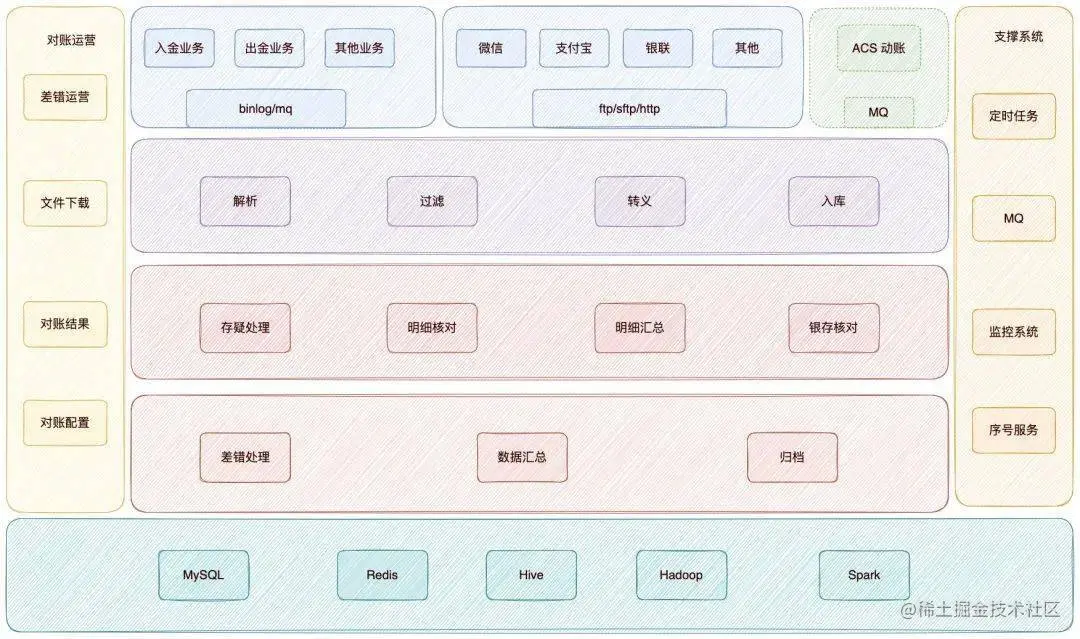 对账运营
差错运营
文件下载
对账结果
对账配置
入金业务
出金业务
其他业务
binlog/mq
微信
支付宝
银联
其他
ftp/sftp/http
ACS 动账
MQ
解析
过滤
转义
入库
存疑处理
明细核对
明细汇总
银存核对
差错处理
数据汇总
归档
支撑系统
定时任务
MQ
监控系统
序号服务
MySQL
Redis
Hive
Hadoop
Spark
@稀土掘金技术社区